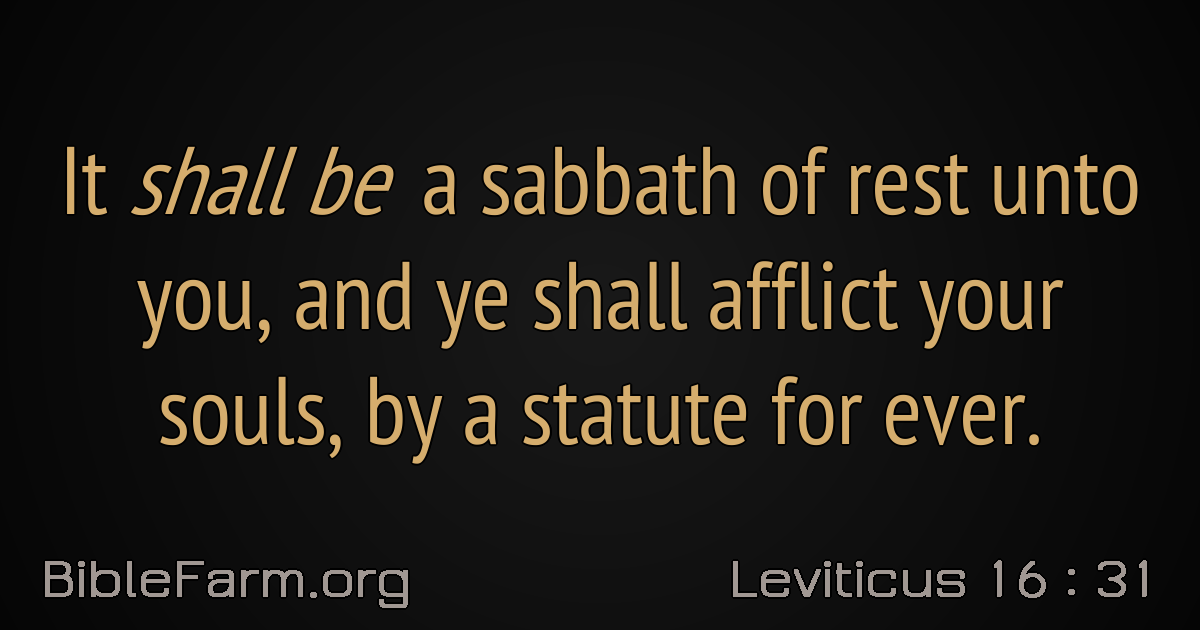 It shall be a sabbath of rest unto
you, and ye shall afflict your
souls, by a statute for ever.
BibleFarm.org
Leviticus 16 : 31